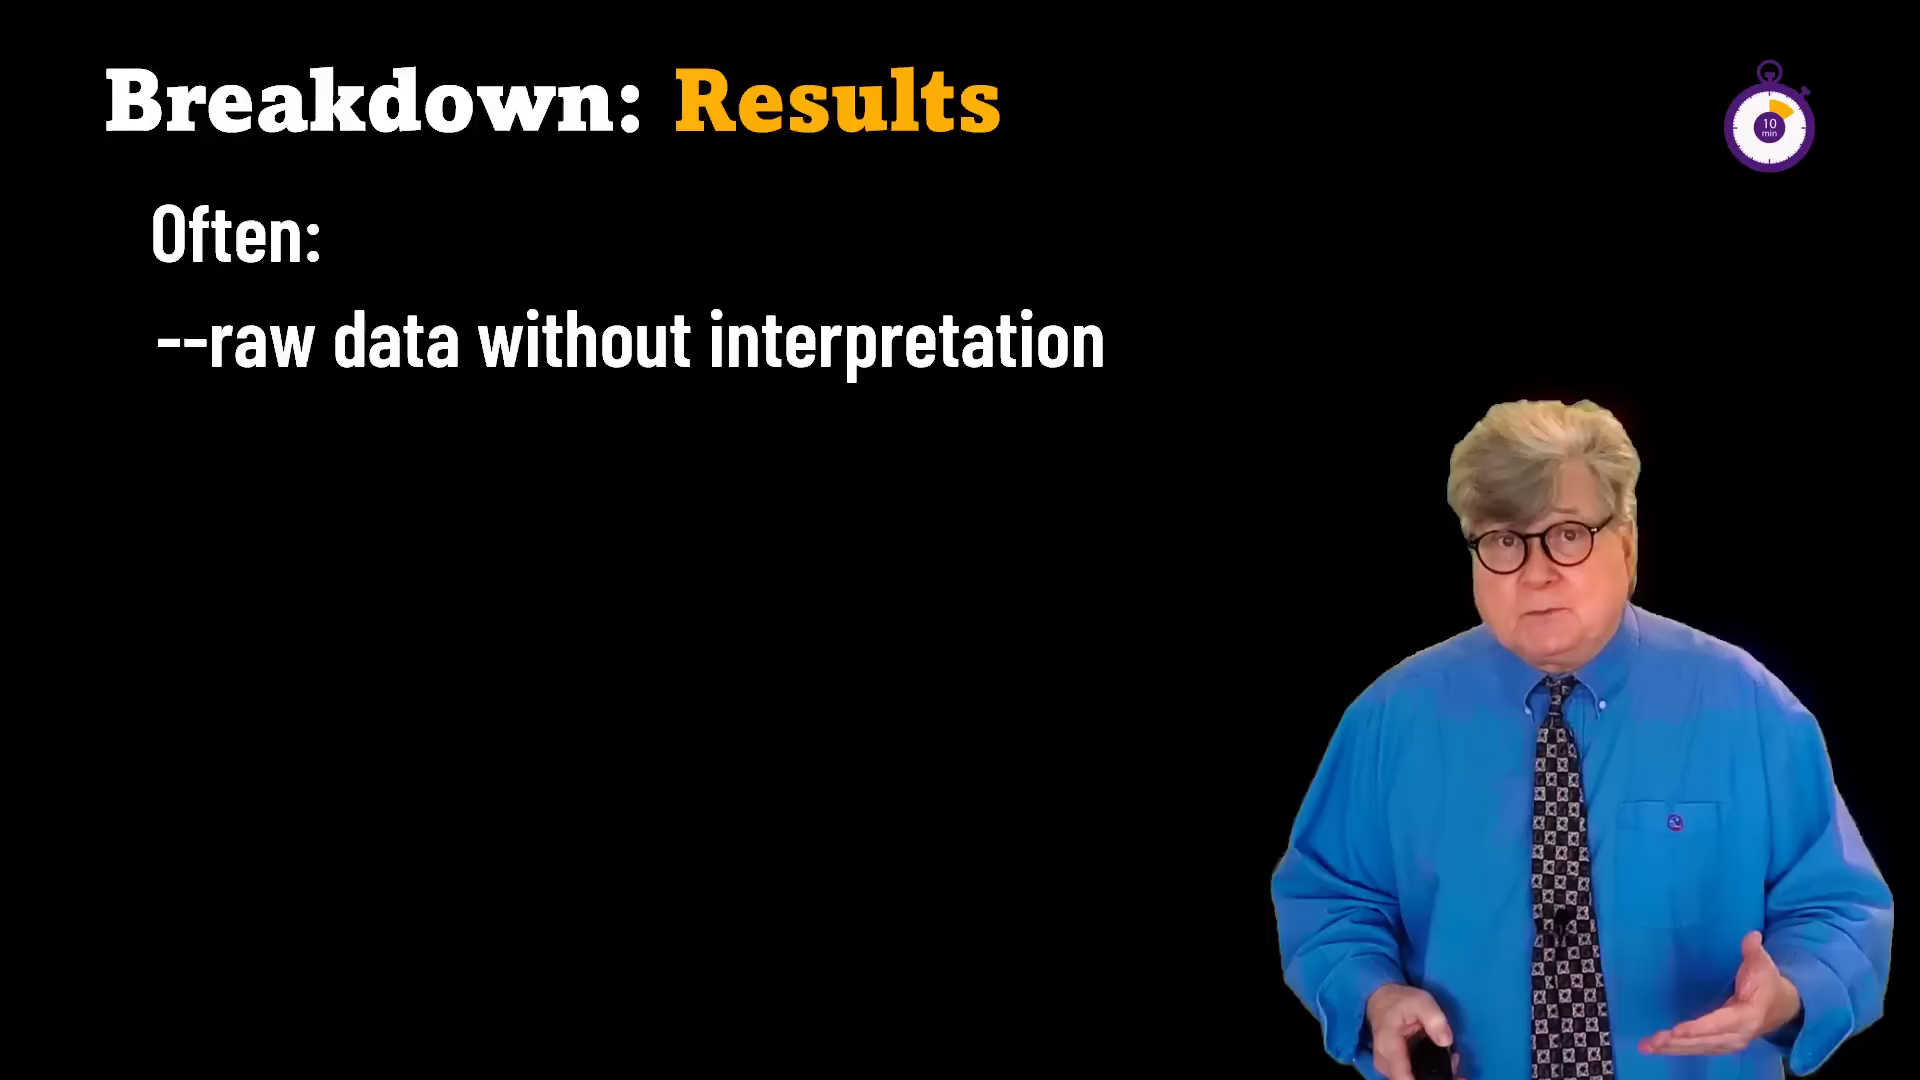 Breakdown: Results
10
min
Often:
--raw data without interpretation